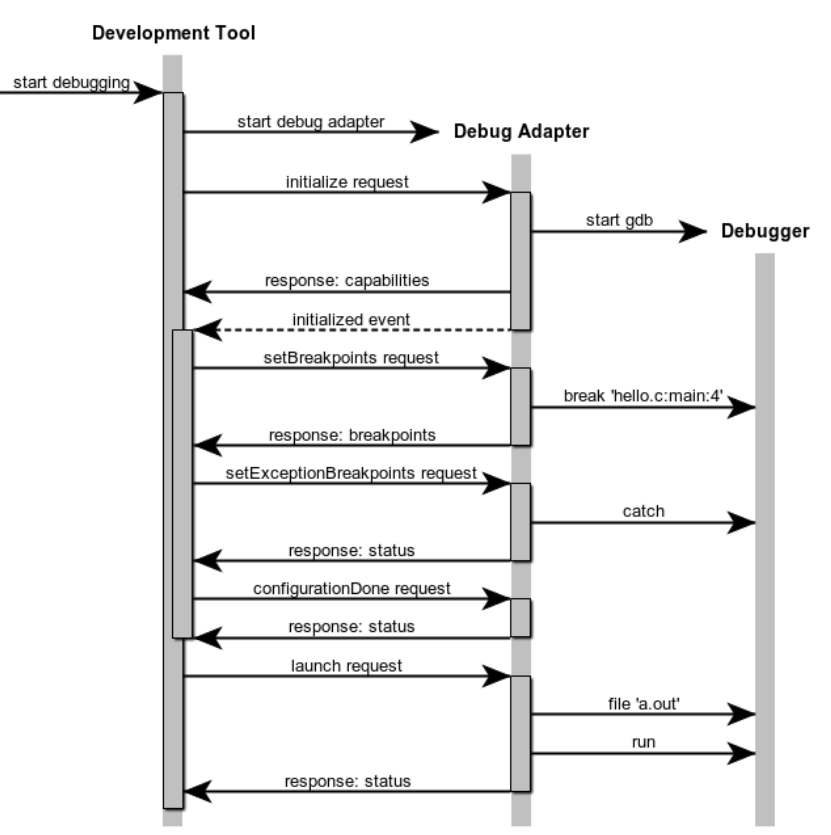 Development Tool
start debugging
start debug adapter
Debug Adapter
initialize request
start gdb
Debugger
response: capabilities
initialized event
setBreakpoints request
break 'hello.c:main:4'
response: breakpoints
setExceptionBreakpoints request
catch
response: status
configurationDone request
response: status
launch request
file 'a.out'
run
response: status